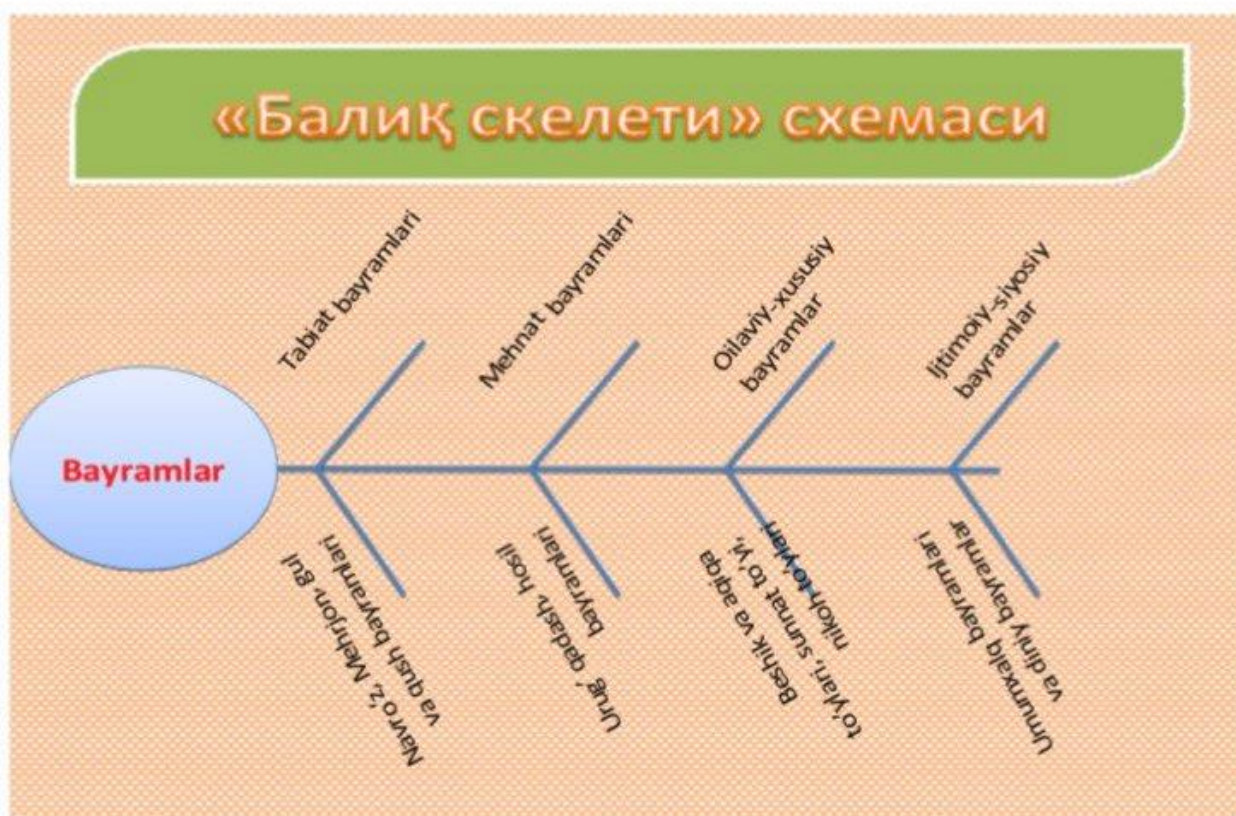 «Балиқ скелети» схемаси
Tabiat bayramlari
Mehnat bayramlari
Oilaviy-xususiy
bayramlar
Ijtimoiy-siyosiy
bayramlar
Bayramlar
Navro‘z, Mehrjon, gul
va qush bayramlari
Urug‘ qadash, hosil
bayramlari
Beshik va aqiqa
to‘ylari, sunnat to‘yi,
nikoh to‘ylari
Umumxalq bayramlari
va diniy bayramlar